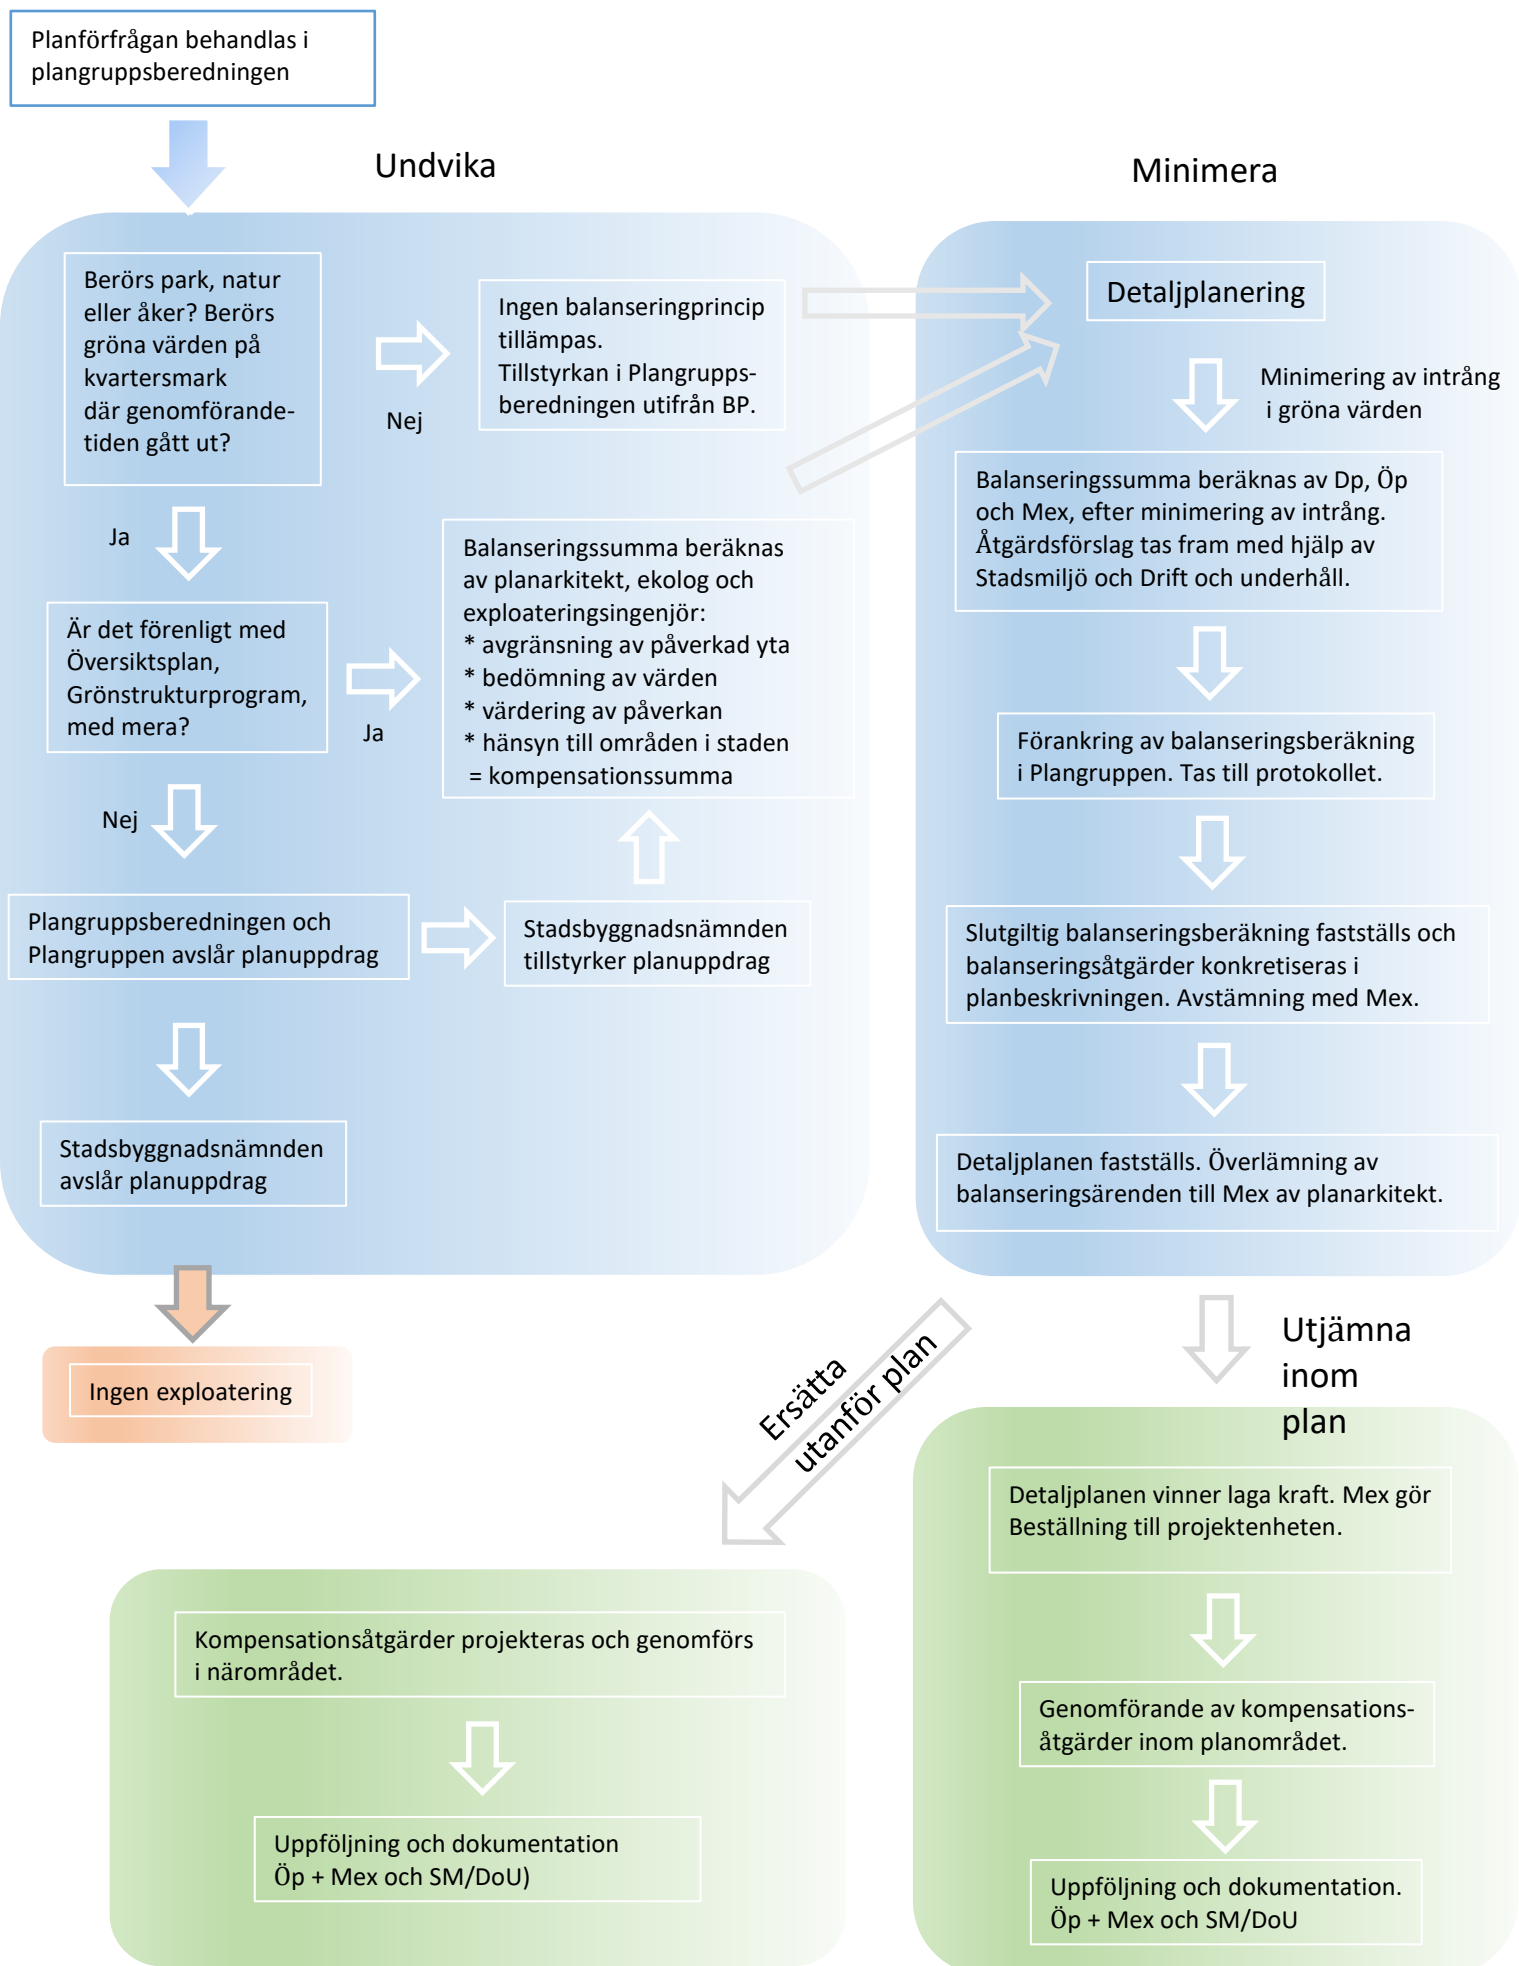 Planförfrågan behandlas i
plangruppsberedningen
Undvika
Berörs park, natur
eller åker? Berörs
gröna värden på
kvartersmark
där genomförande-
tiden gått ut?
Nej
Ingen balanseringprincip
tillämpas.
Tillstyrkan i Plangrupps-
beredningen utifrån BP.
Ja
Är det förenligt med
Översiktsplan,
Grönstrukturprogram,
med mera?
Ja
Balanseringssumma beräknas
av planarkitekt, ekolog och
exploateringsingenjör:
* avgränsning av påverkad yta
* bedömning av värden
* värdering av påverkan
* hänsyn till områden i staden
= kompensationssumma
Nej
Plangruppsberedningen och
Plangruppen avslår planuppdrag
Stadsbyggnadsnämnden
tillstyrker planuppdrag
Stadsbyggnadsnämnden
avslår planuppdrag
Ingen exploatering
Minimera
Detaljplanering
Minimering av intrång
i gröna värden
Balanseringssumma beräknas av Dp, Öp
och Mex, efter minimering av intrång.
Åtgärdsförslag tas fram med hjälp av
Stadsmiljö och Drift och underhåll.
Förankring av balanseringsberäkning
i Plangruppen. Tas till protokollet.
Slutgiltig balanseringsberäkning fastställs och
balanseringsåtgärder konkretiseras i
planbeskrivningen. Avstämning med Mex.
Detaljplanen fastställs. Överlämning av
balanseringsärenden till Mex av planarkitekt.
Ersätta
utanför plan
Kompensationsåtgärder projekteras och genomförs
i närområdet.
Uppföljning och dokumentation
Öp + Mex och SM/DoU)
Utjämna
inom
plan
Detaljplanen vinner laga kraft. Mex gör
Beställning till projektenheten.
Genomförande av kompensations-
åtgärder inom planområdet.
Uppföljning och dokumentation.
Öp + Mex och SM/DoU